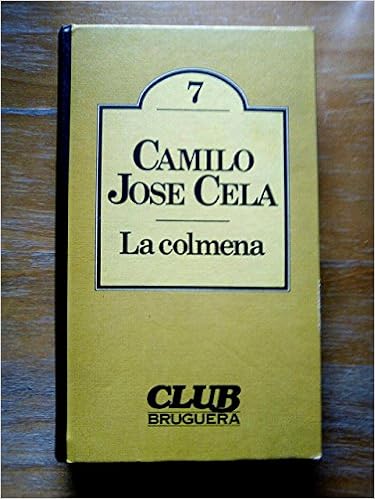 7
CAMILO
JOSE CELA
La colmena
CLUB
BRUGUERA